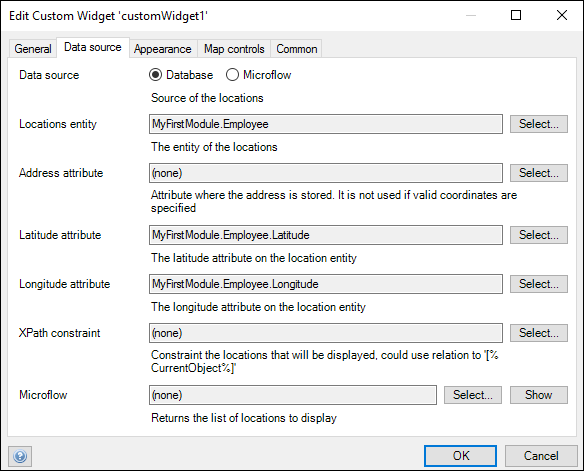 Edit Custom Widget 'customWidget1'
General Data source Appearance Map controls Common
Data source Database Microflow
Source of the locations
Locations entity MyFirstModule.Employee Select...
The entity of the locations
Address attribute (none) Select...
Attribute where the address is stored. It is not used if valid coordinates are
specified
Latitude attribute MyFirstModule.Employee.Latitude Select...
The latitude attribute on the location entity
Longitude attribute MyFirstModule.Employee.Longitude Select...
The longitude attribute on the location entity
XPath constraint (none) Select...
Constraint the locations that will be displayed, could use relation to '[%
CurrentObject%]'
Microflow (none) Select... Show
Returns the list of locations to display
? OK Cancel